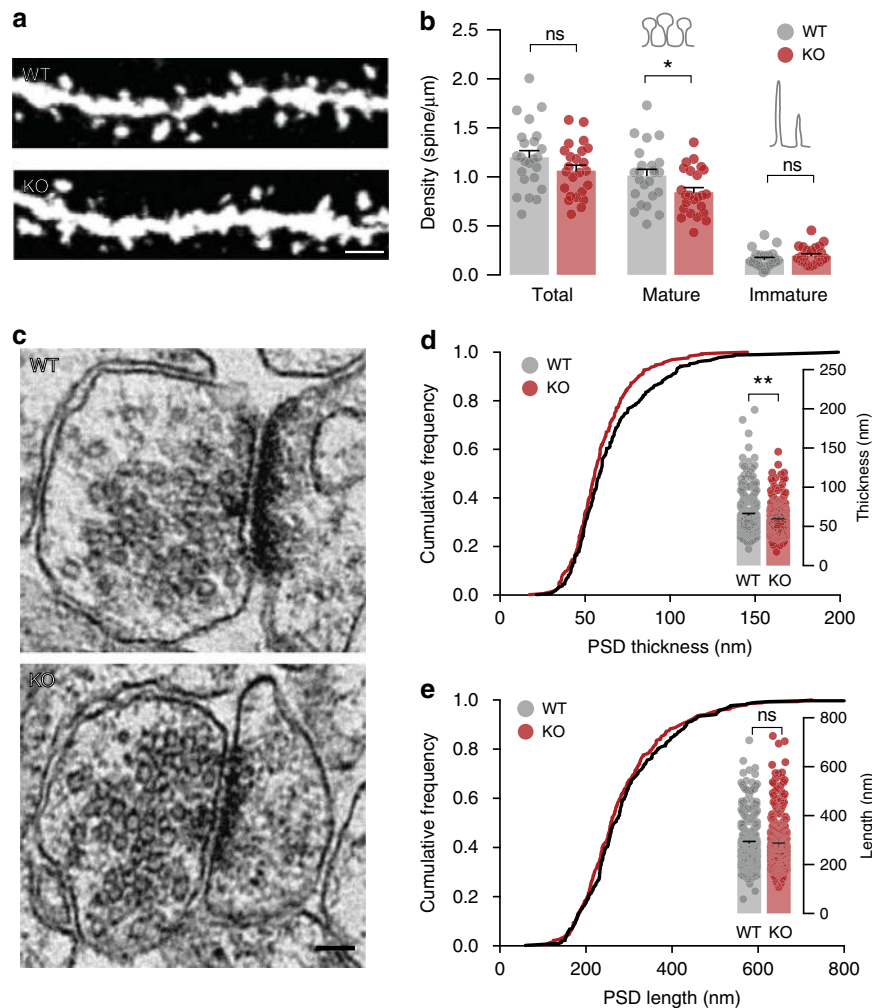 a
WT
KO
b
Density (spine/μm)
2.5
2.0
1.5
1.0
0.5
0.0
ns
*
ns
WT
KO
Total
Mature
Immature
c
WT
KO
d
Cumulative frequency
1.0
0.8
0.6
0.4
0.2
0.0
0
50
100
150
200
PSD thickness (nm)
WT
KO
**
250
200
150
100
50
0
Thickness (nm)
WT KO
e
Cumulative frequency
1.0
0.8
0.6
0.4
0.2
0.0
0
200
400
600
800
PSD length (nm)
WT
KO
ns
800
600
400
200
0
Length (nm)
WT KO